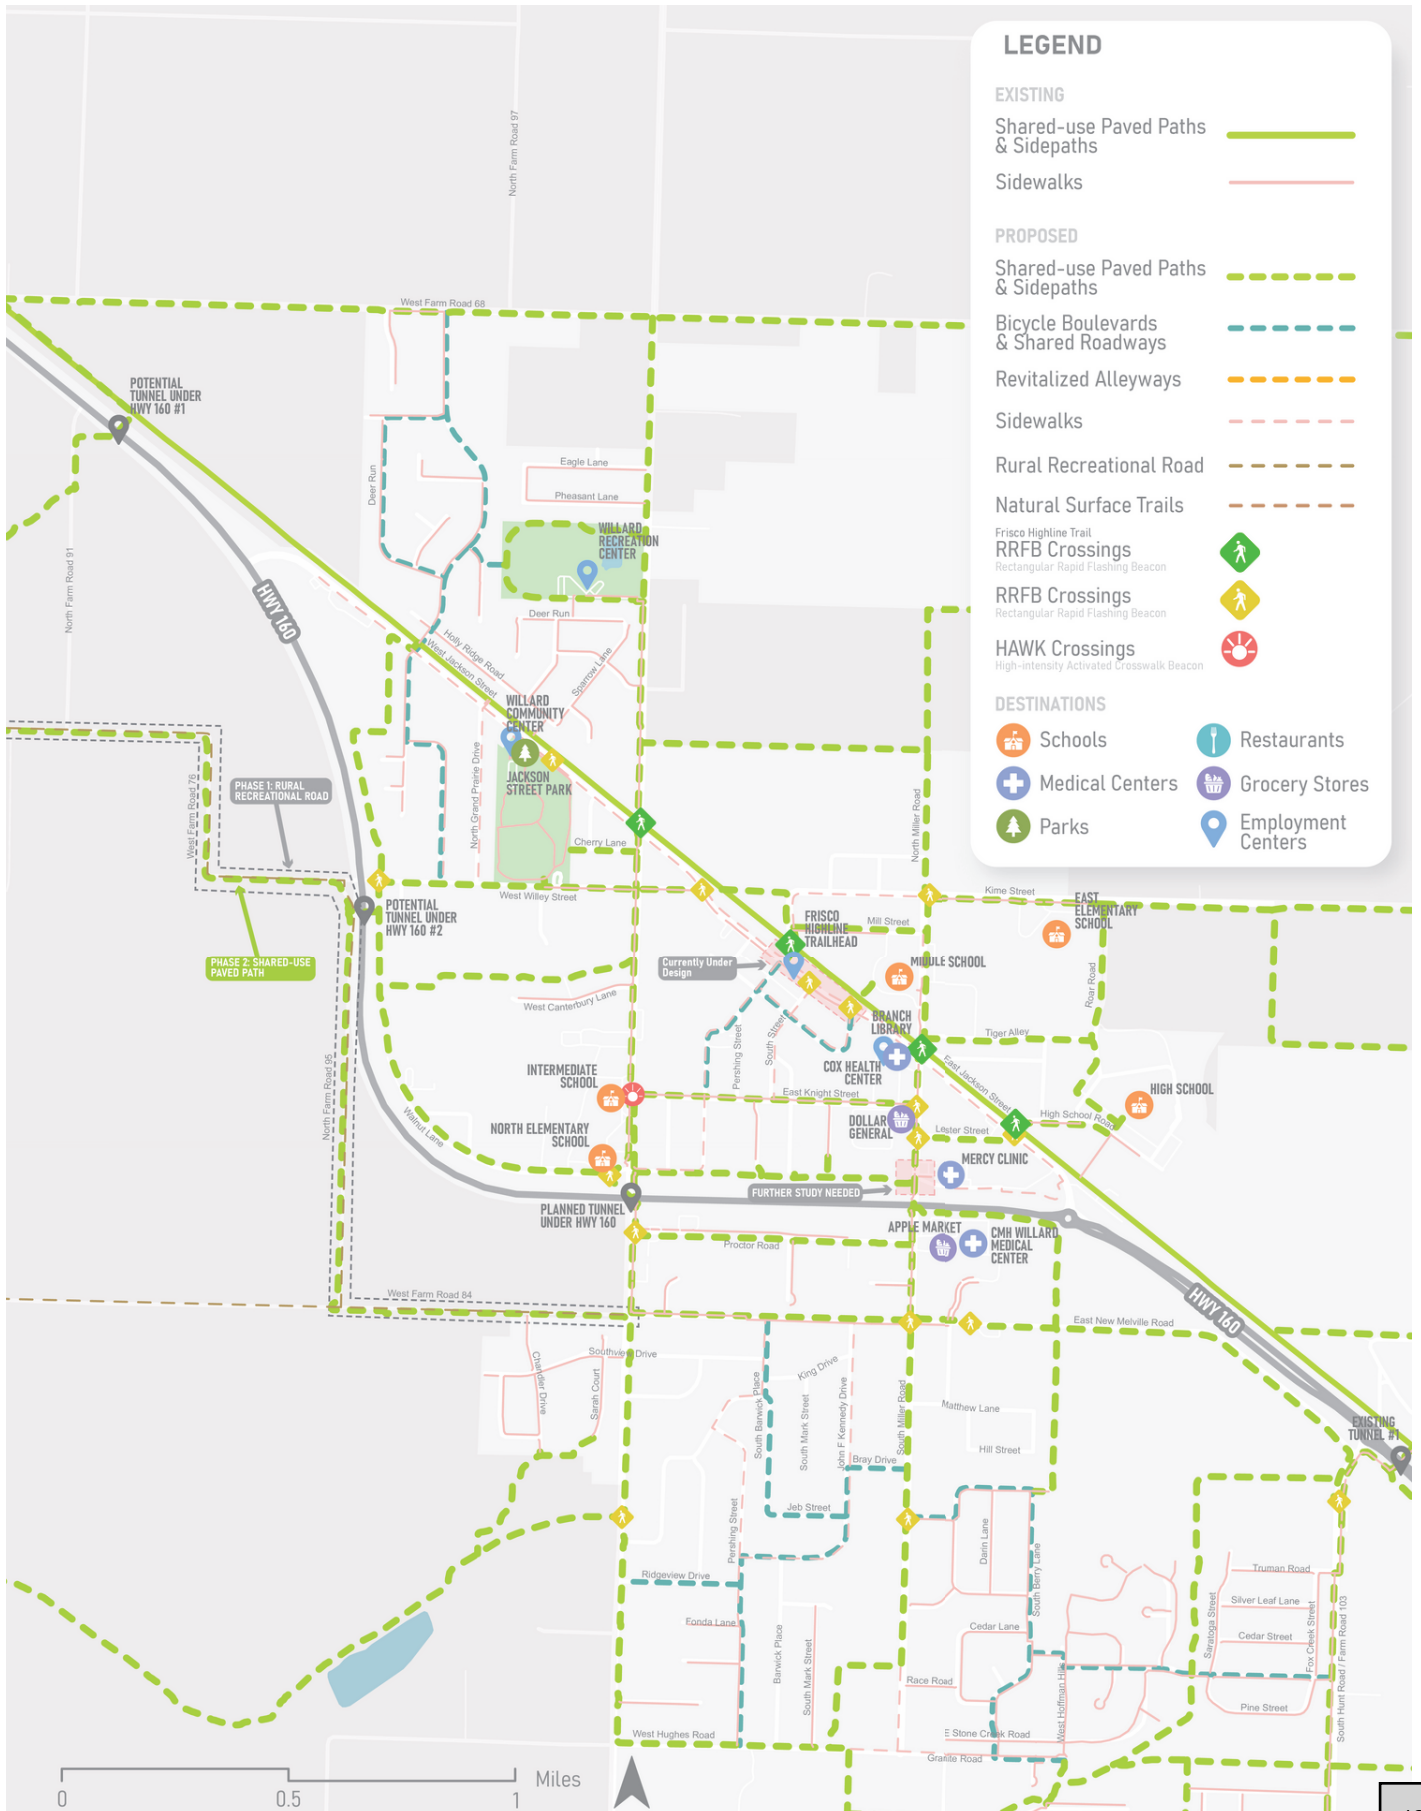 LEGEND
EXISTING
Shared-use Paved Paths
& Sidepaths
Sidewalks
PROPOSED
Shared-use Paved Paths
& Sidepaths
Bicycle Boulevards
& Shared Roadways
Revitalized Alleyways
Sidewalks
Rural Recreational Road
Natural Surface Trails
Frisco Highline Trail
RRFB Crossings
Rectangular Rapid Flashing Beacon
RRFB Crossings
Rectangular Rapid Flashing Beacon
HAWK Crossings
High-intensity Activated Crosswalk Beacon
DESTINATIONS
Schools
Restaurants
Medical Centers
Grocery Stores
Parks
Employment
Centers
North Farm Road 97
West Farm Road 68
POTENTIAL
TUNNEL UNDER
HWY 160 #1
Deer Run
Eagle Lane
Pheasant Lane
WILLARD
RECREATION
CENTER
North Farm Road 91
HWY 160
Deer Run
Holly Ridge Road
West Jackson Street
Sparrow Lane
WILLARD
COMMUNITY
CENTER
JACKSON
STREET PARK
North Grand Prairie Drive
West Farm Road 76
PHASE 1: RURAL
RECREATIONAL ROAD
Cherry Lane
North Miller Road
West Willey Street
Kime Street
EAST
ELEMENTARY
SCHOOL
POTENTIAL
TUNNEL UNDER
HWY 160 #2
FRISCO
HIGHLINE
TRAILHEAD
Mill Street
PHASE 2: SHARED-USE
PAVED PATH
Currently Under
Design
MIDDLE SCHOOL
Roar Road
West Canterbury Lane
Pershing Street
South Street
BRANCH
LIBRARY
Tiger Alley
COX HEALTH
CENTER
East Jackson Street
North Farm Road 95
INTERMEDIATE
SCHOOL
East Knight Street
HIGH SCHOOL
High School Road
Walnut Lane
DOLLAR
GENERAL
Lester Street
NORTH ELEMENTARY
SCHOOL
MERCY CLINIC
FURTHER STUDY NEEDED
PLANNED TUNNEL
UNDER HWY 160
APPLE MARKET
CMH WILLARD
MEDICAL
CENTER
Proctor Road
West Farm Road 84
HWY 160
East New Melville Road
Southview Drive
King Drive
Chandler Drive
Sarah Court
South Barwick Place
South Mark Street
John F Kennedy Drive
South Miller Road
Matthew Lane
Hill Street
EXISTING
TUNNEL #1
Bray Drive
Jeb Street
Pershing Street
Darin Lane
South Berry Lane
Ridgeview Drive
Truman Road
Silver Leaf Lane
Cedar Street
Saratoga Street
Fox Creek Street
South Hunt Road / Farm Road 103
Fonda Lane
Cedar Lane
Barwick Place
South Mark Street
Race Road
West Hoffman Hills
Pine Street
West Hughes Road
E Stone Creek Road
Granite Road
Miles
0
0.5
1